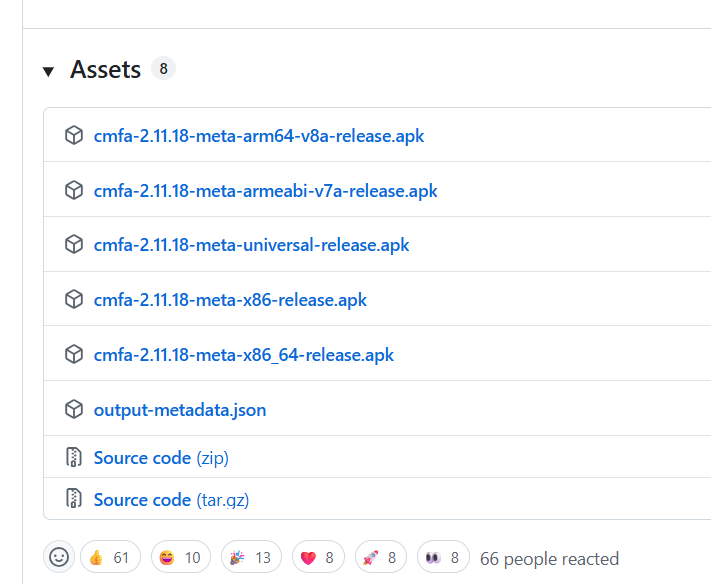 Assets 8
cmfa-2.11.18-meta-arm64-v8a-release.apk
cmfa-2.11.18-meta-armeabi-v7a-release.apk
cmfa-2.11.18-meta-universal-release.apk
cmfa-2.11.18-meta-x86-release.apk
cmfa-2.11.18-meta-x86_64-release.apk
output-metadata.json
Source code (zip)
Source code (tar.gz)
61 10 13 8 8 8 66 people reacted